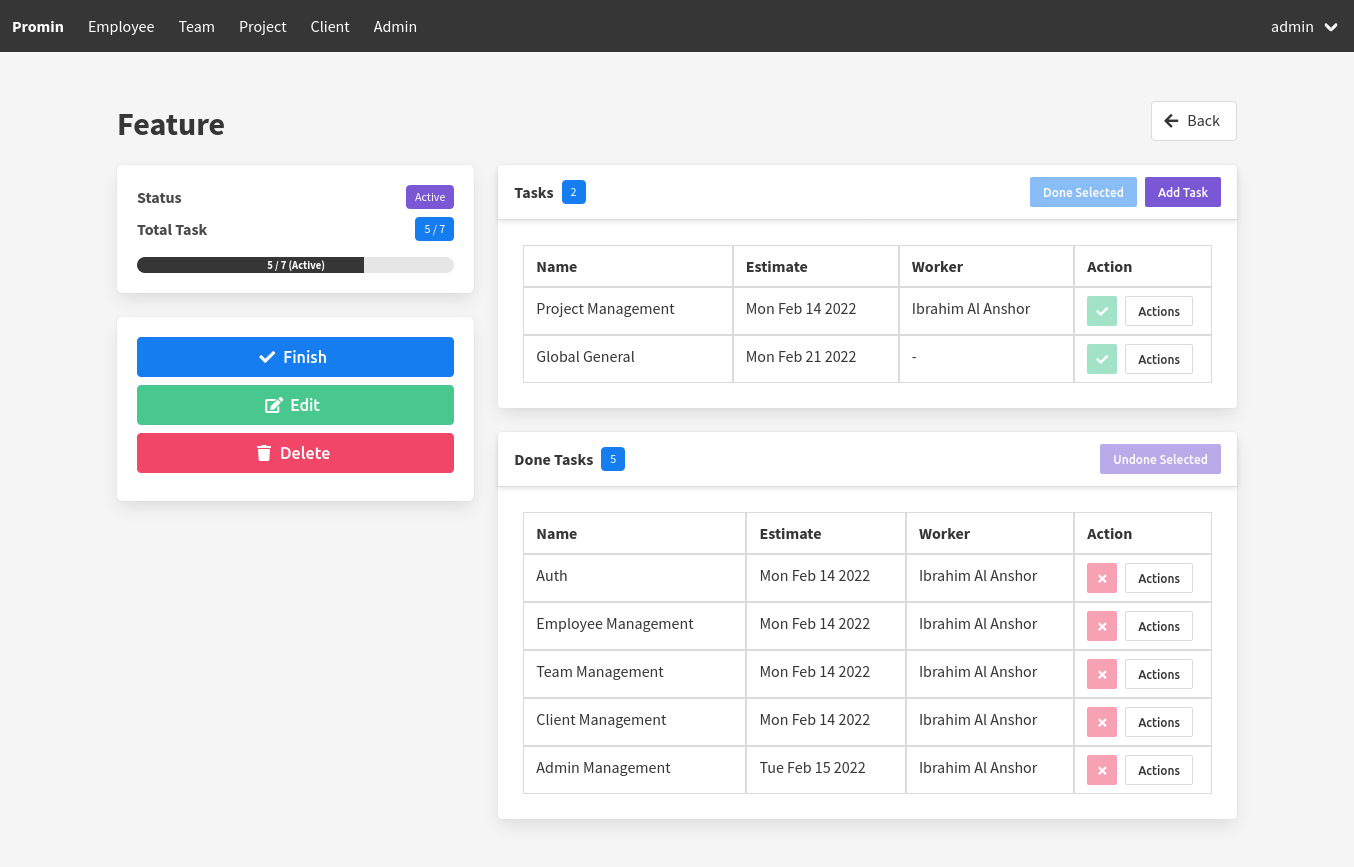 Promin Employee Team Project Client Admin admin
Feature
Back
Status Active
Total Task 5 / 7
5 / 7 (Active)
Finish
Edit
Delete
Tasks 2 Done Selected Add Task
Name Estimate Worker Action
Project Management Mon Feb 14 2022 Ibrahim Al Anshor Actions
Global General Mon Feb 21 2022 - Actions
Done Tasks 5 Undone Selected
Name Estimate Worker Action
Auth Mon Feb 14 2022 Ibrahim Al Anshor Actions
Employee Management Mon Feb 14 2022 Ibrahim Al Anshor Actions
Team Management Mon Feb 14 2022 Ibrahim Al Anshor Actions
Client Management Mon Feb 14 2022 Ibrahim Al Anshor Actions
Admin Management Tue Feb 15 2022 Ibrahim Al Anshor Actions